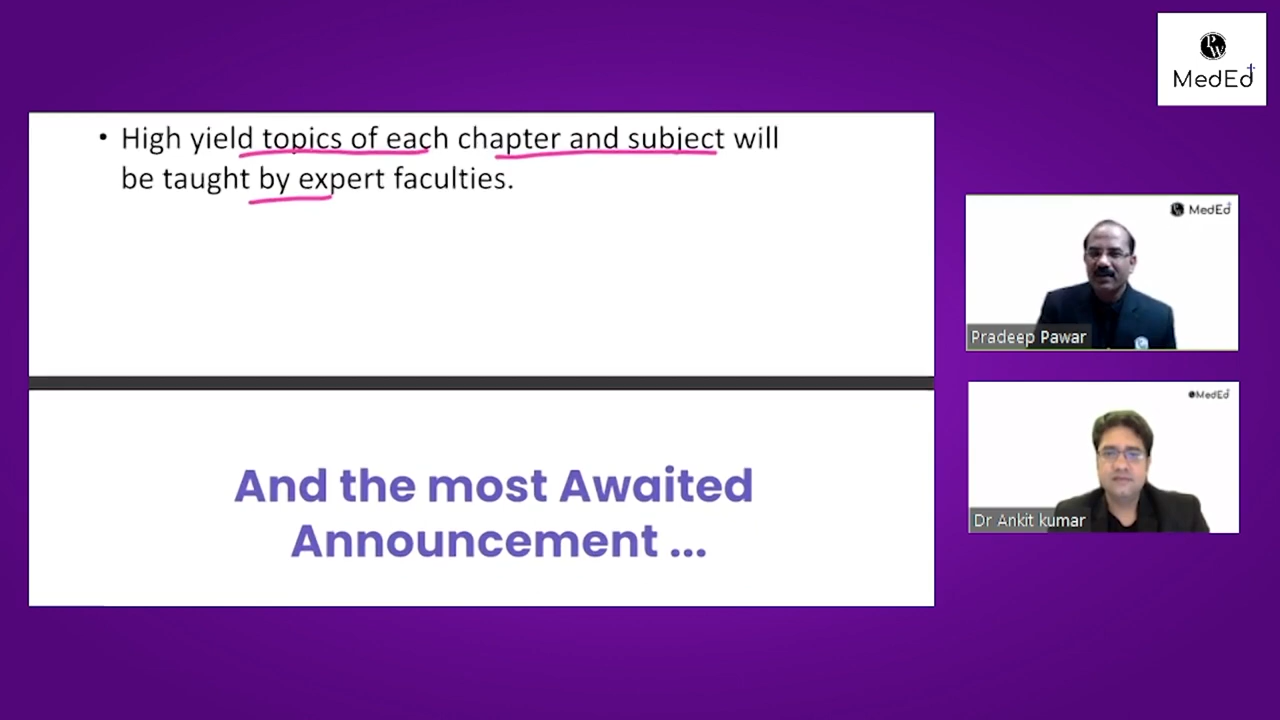 PW
MedEd
• High yield topics of each chapter and subject will
be taught by expert faculties.
MedEd
Pradeep Pawar
And the most Awaited
Announcement ...
MedEd
Dr Ankit kumar